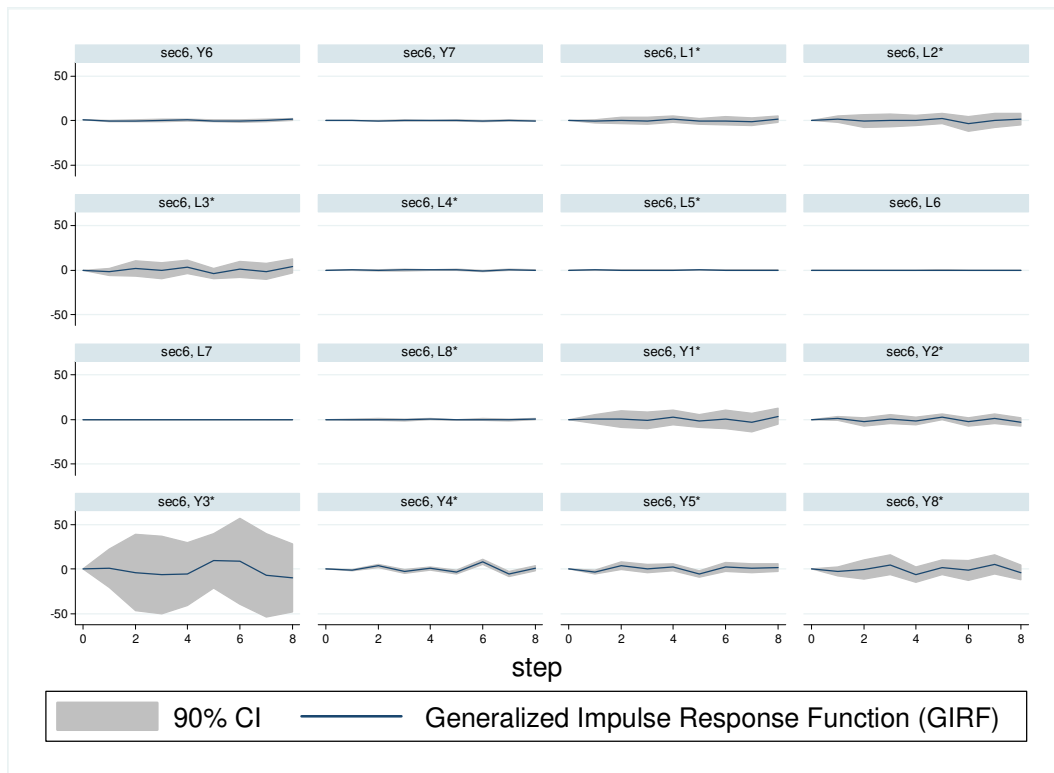 sec6, Y6 sec6, Y7 sec6, L1* sec6, L2*
50
0
-50
sec6, L3* sec6, L4* sec6, L5* sec6, L6
50
0
-50
sec6, L7 sec6, L8* sec6, Y1* sec6, Y2*
50
0
-50
sec6, Y3* sec6, Y4* sec6, Y5* sec6, Y8*
50
0
-50
0 2 4 6 8 0 2 4 6 8 0 2 4 6 8 0 2 4 6 8
step
90% CI Generalized Impulse Response Function (GIRF)